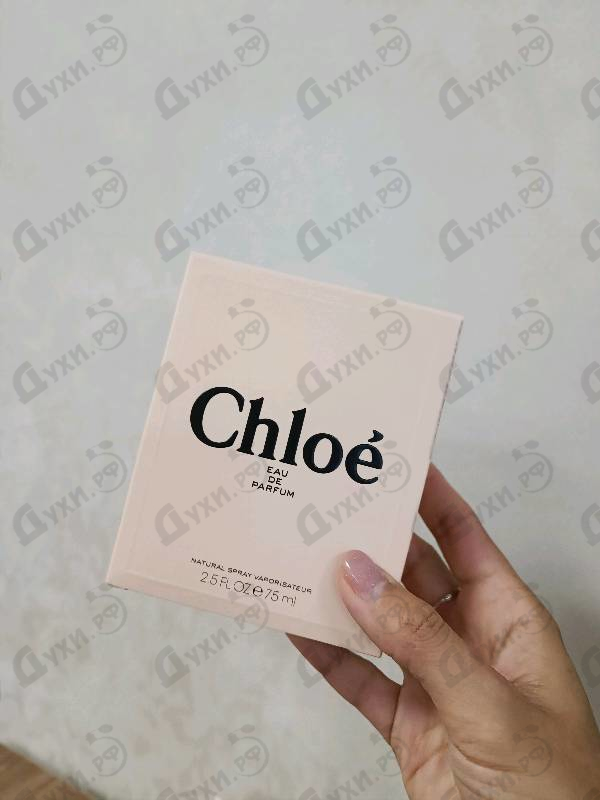 Chloé
EAU
DE
PARFUM
NATURAL SPRAY VAPORISATEUR
2.5 FL OZ e 75 ml
Духи.РФ